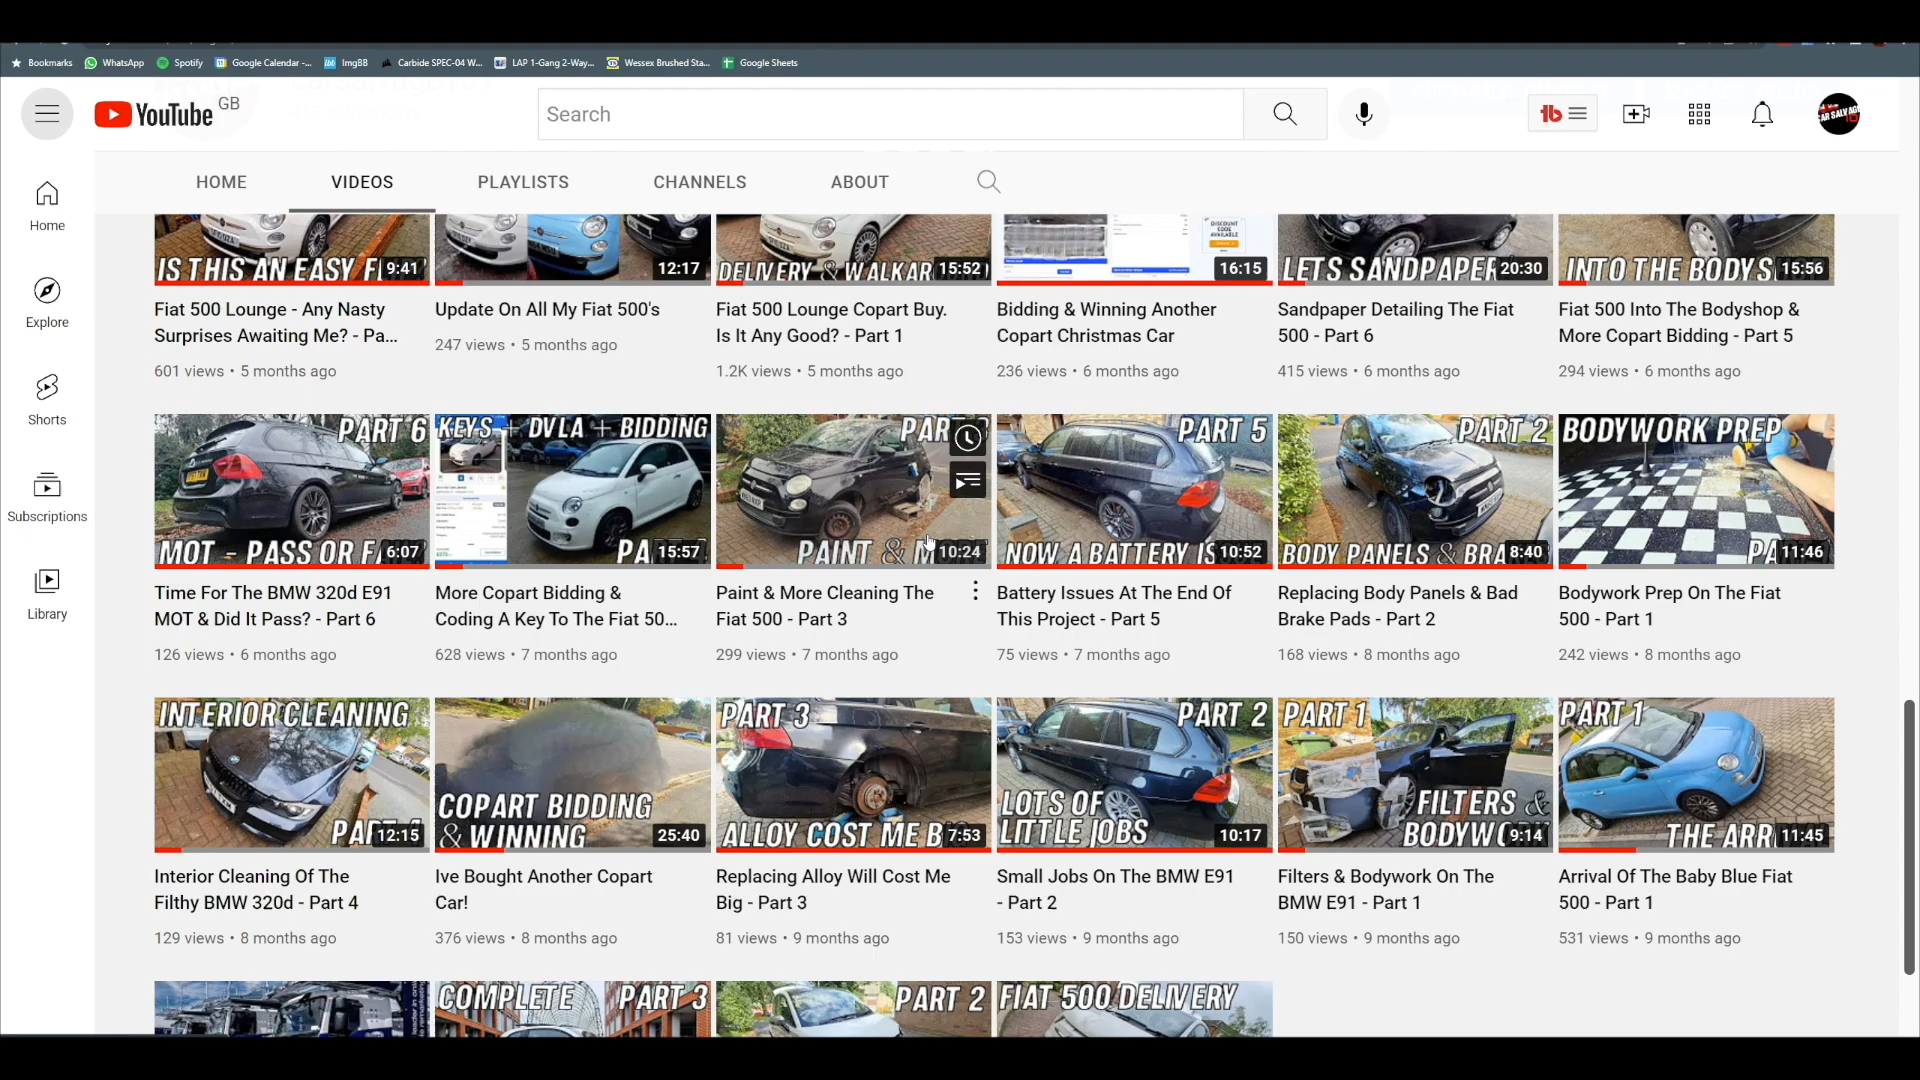 Bookmarks WhatsApp Spotify Google Calendar -... ImgBB Carbide SPEC-04 W... LAP 1-Gang 2-Way... Wessex Brushed Sta... Google Sheets
YouTube GB Search
HOME VIDEOS PLAYLISTS CHANNELS ABOUT
Home
Explore
Shorts
Subscriptions
Library
IS THIS AN EASY 9:41
12:17
DELIVERY & 15:52
DISCOUNT
CODE
AVAILABLE
16:15
LETS SANDPAPER 20:30
INTO THE 15:56
Fiat 500 Lounge - Any Nasty
Surprises Awaiting Me? - Pa...
601 views • 5 months ago
Update On All My Fiat 500's
247 views • 5 months ago
Fiat 500 Lounge Copart Buy.
Is It Any Good? - Part 1
1.2K views • 5 months ago
Bidding & Winning Another
Copart Christmas Car
236 views • 6 months ago
Sandpaper Detailing The Fiat
500 - Part 6
415 views • 6 months ago
Fiat 500 Into The Bodyshop &
More Copart Bidding - Part 5
294 views • 6 months ago
PART 6
MOT - PASS OR 6:07
KEYS + DVLA + BIDDING
15:57
PAINT & 10:24
PART 5
NOW A BATTERY 10:52
PART 2
BODY PANELS & 8:40
BODYWORK PREP
11:46
Time For The BMW 320d E91
MOT & Did It Pass? - Part 6
126 views • 6 months ago
More Copart Bidding &
Coding A Key To The Fiat 50...
628 views • 7 months ago
Paint & More Cleaning The
Fiat 500 - Part 3
299 views • 7 months ago
Battery Issues At The End Of
This Project - Part 5
75 views • 7 months ago
Replacing Body Panels & Bad
Brake Pads - Part 2
168 views • 8 months ago
Bodywork Prep On The Fiat
500 - Part 1
242 views • 8 months ago
INTERIOR CLEANING
12:15
COPART BIDDING
& WINNING 25:40
PART 3
ALLOY COST ME 7:53
PART 2
LOTS OF
LITTLE JOBS 10:17
PART 1
FILTERS &
9:14
PART 1
THE 11:45
Interior Cleaning Of The
Filthy BMW 320d - Part 4
129 views • 8 months ago
Ive Bought Another Copart
Car!
376 views • 8 months ago
Replacing Alloy Will Cost Me
Big - Part 3
81 views • 9 months ago
Small Jobs On The BMW E91
- Part 2
153 views • 9 months ago
Filters & Bodywork On The
BMW E91 - Part 1
150 views • 9 months ago
Arrival Of The Baby Blue Fiat
500 - Part 1
531 views • 9 months ago
COMPLETE PART 3
PART 2
FIAT 500 DELIVERY